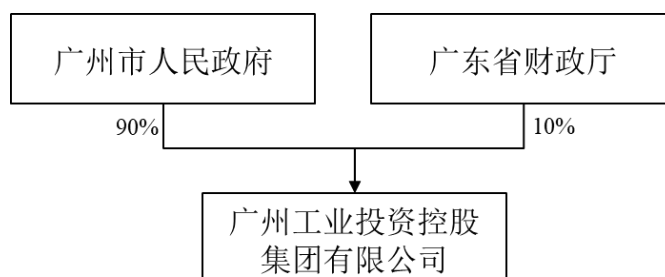 广州市人民政府
广东省财政厅
90%
10%
广州工业投资控股
集团有限公司